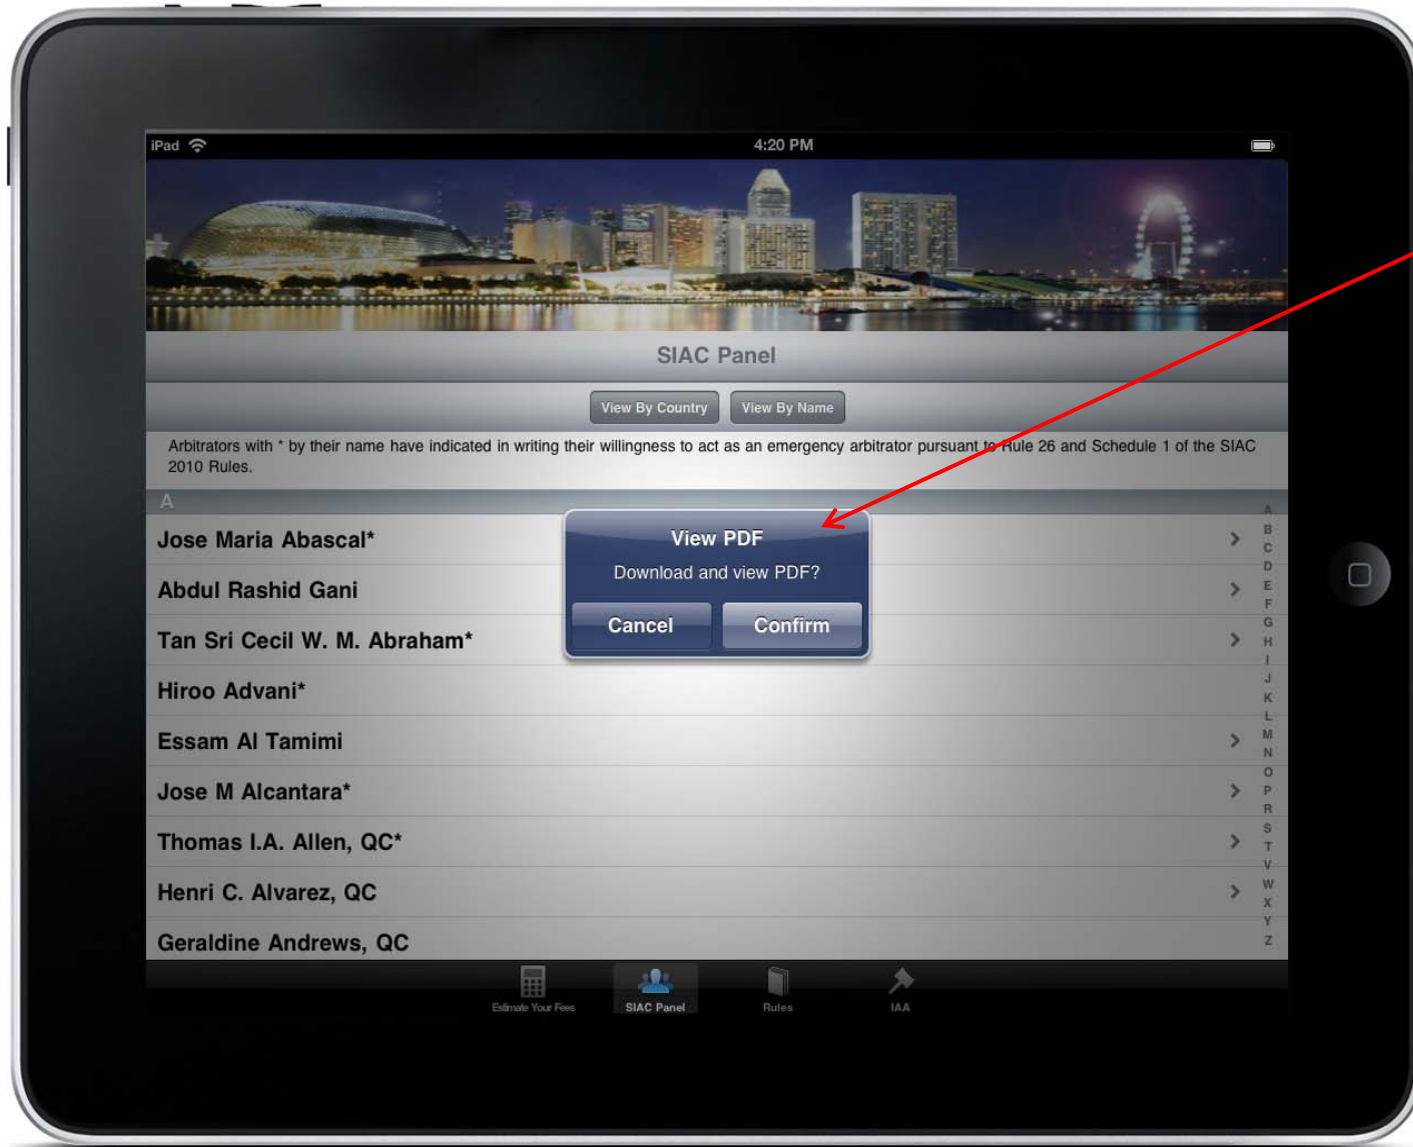 iPad 4:20 PM
SIAC Panel
View By Country View By Name
Arbitrators with * by their name have indicated in writing their willingness to act as an emergency arbitrator pursuant to Rule 26 and Schedule 1 of the SIAC
2010 Rules.
A
Jose Maria Abascal*
Abdul Rashid Gani
Tan Sri Cecil W. M. Abraham*
Hiroo Advani*
Essam Al Tamimi
Jose M Alcantara*
Thomas I.A. Allen, QC*
Henri C. Alvarez, QC
Geraldine Andrews, QC
View PDF
Download and view PDF?
Cancel Confirm
A
B
C
D
E
F
G
H
I
J
K
L
M
N
O
P
R
S
T
V
W
X
Y
Z
Estimate Your Fees SIAC Panel Rules IAA